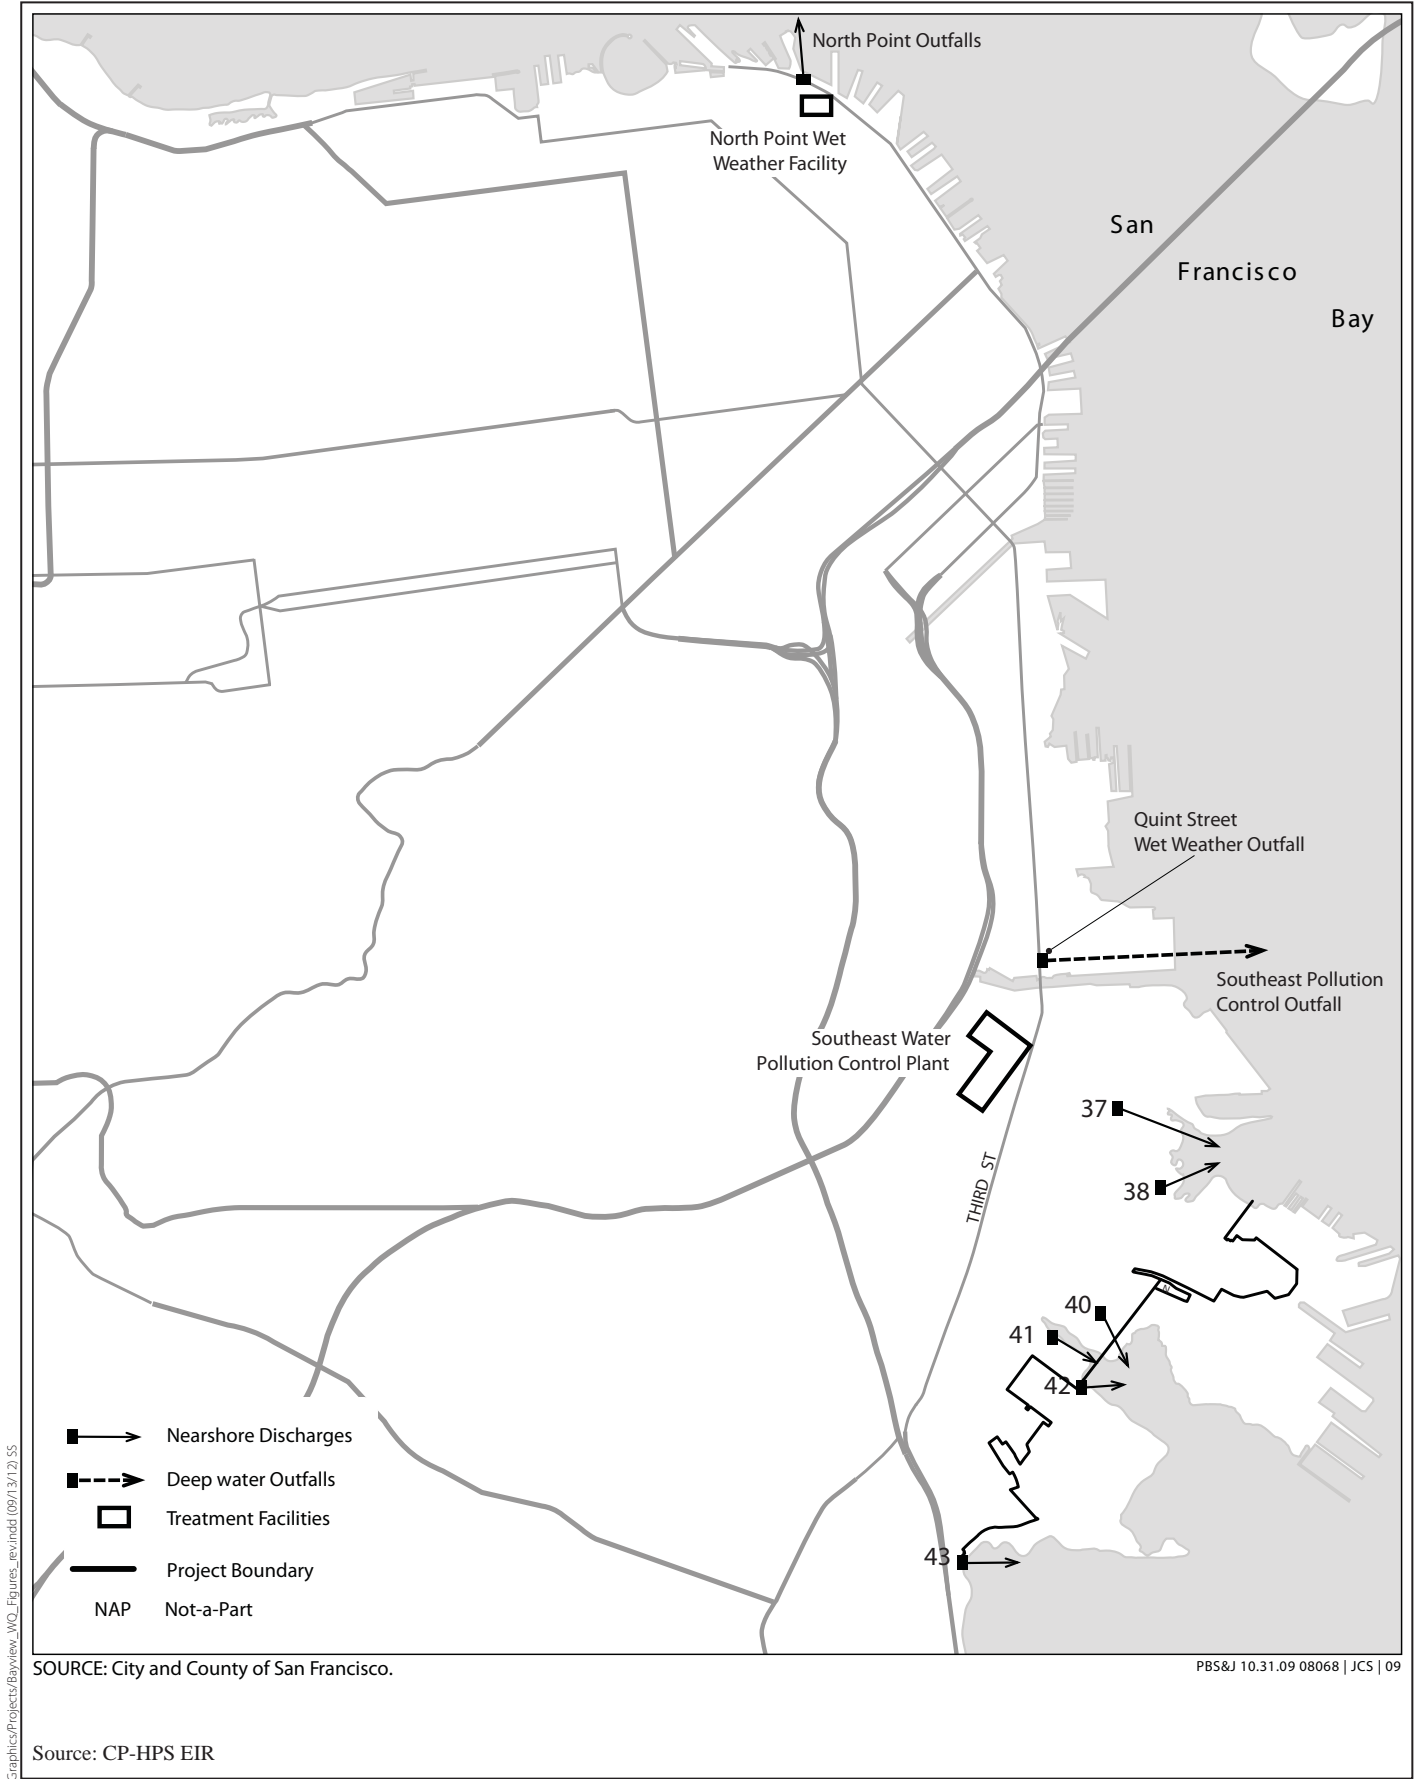 North Point Outfalls
North Point Wet
Weather Facility
San
Francisco
Bay
Quint Street
Wet Weather Outfall
Southeast Pollution
Control Outfall
Southeast Water
Pollution Control Plant
37
38
THIRD ST
40
41
42
43
Nearshore Discharges
Deep water Outfalls
Treatment Facilities
Project Boundary
NAP Not-a-Part
SOURCE: City and County of San Francisco.
PBS&J 10.31.09 08068 | JCS | 09
Source: CP-HPS EIR
Graphics/Projects/Bayview_WQ_Figures_rev.indd (09/13/12) SS